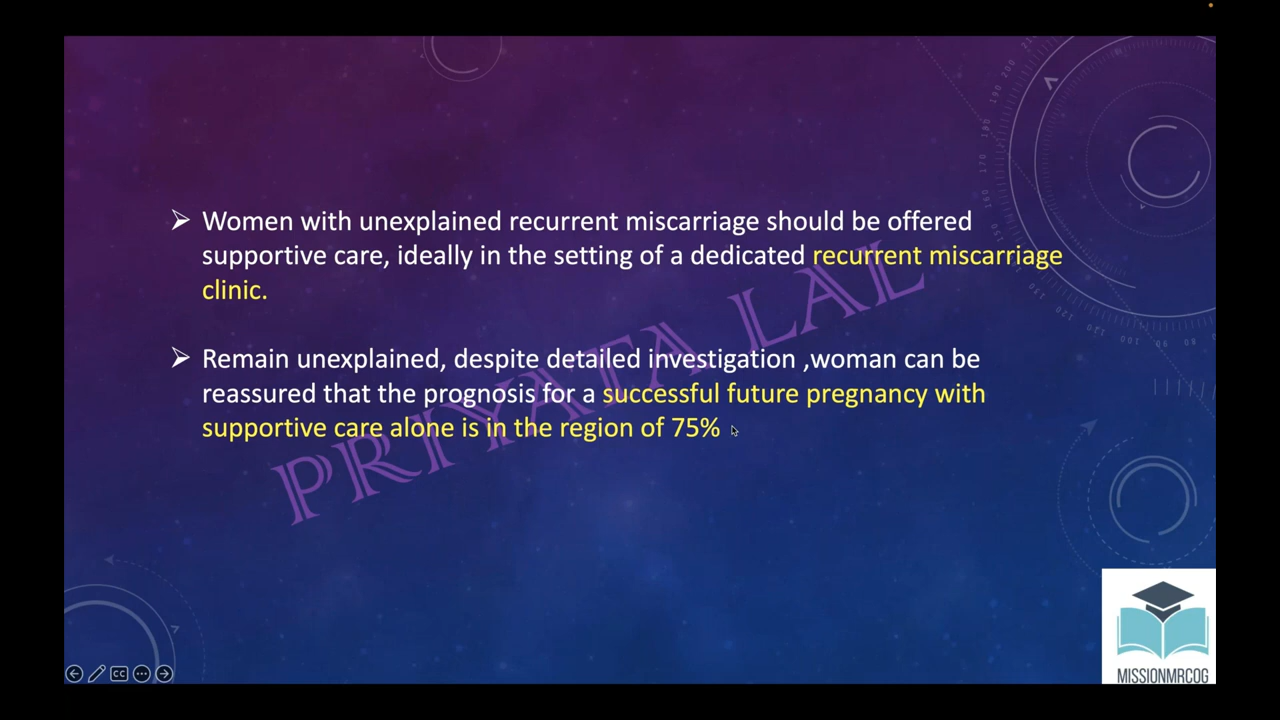 Women with unexplained recurrent miscarriage should be offered
supportive care, ideally in the setting of a dedicated recurrent miscarriage
clinic.
Remain unexplained, despite detailed investigation ,woman can be
reassured that the prognosis for a successful future pregnancy with
supportive care alone is in the region of 75%
PRIYATA LAL
MISSIONMRCOG
CC